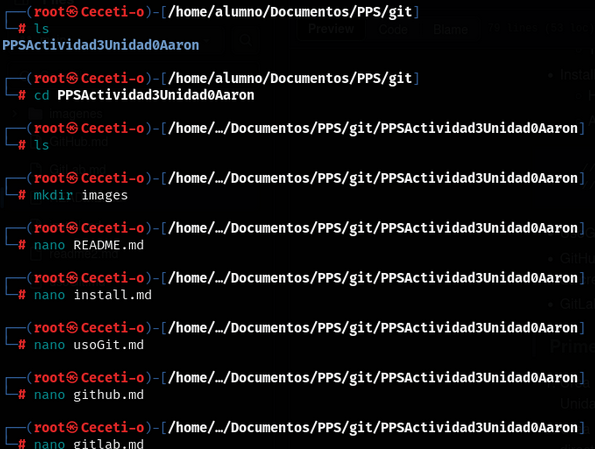 ┌──(root㉿Ceceti-o)-[/home/alumno/Documentos/PPS/git]
└─# ls
PPSActividad3Unidad0Aaron
┌──(root㉿Ceceti-o)-[/home/alumno/Documentos/PPS/git]
└─# cd PPSActividad3Unidad0Aaron
┌──(root㉿Ceceti-o)-[/home/…/Documentos/PPS/git/PPSActividad3Unidad0Aaron]
└─# ls
┌──(root㉿Ceceti-o)-[/home/…/Documentos/PPS/git/PPSActividad3Unidad0Aaron]
└─# mkdir images
┌──(root㉿Ceceti-o)-[/home/…/Documentos/PPS/git/PPSActividad3Unidad0Aaron]
└─# nano README.md
┌──(root㉿Ceceti-o)-[/home/…/Documentos/PPS/git/PPSActividad3Unidad0Aaron]
└─# nano install.md
┌──(root㉿Ceceti-o)-[/home/…/Documentos/PPS/git/PPSActividad3Unidad0Aaron]
└─# nano usoGit.md
┌──(root㉿Ceceti-o)-[/home/…/Documentos/PPS/git/PPSActividad3Unidad0Aaron]
└─# nano github.md
┌──(root㉿Ceceti-o)-[/home/…/Documentos/PPS/git/PPSActividad3Unidad0Aaron]
└─# nano gitlab.md